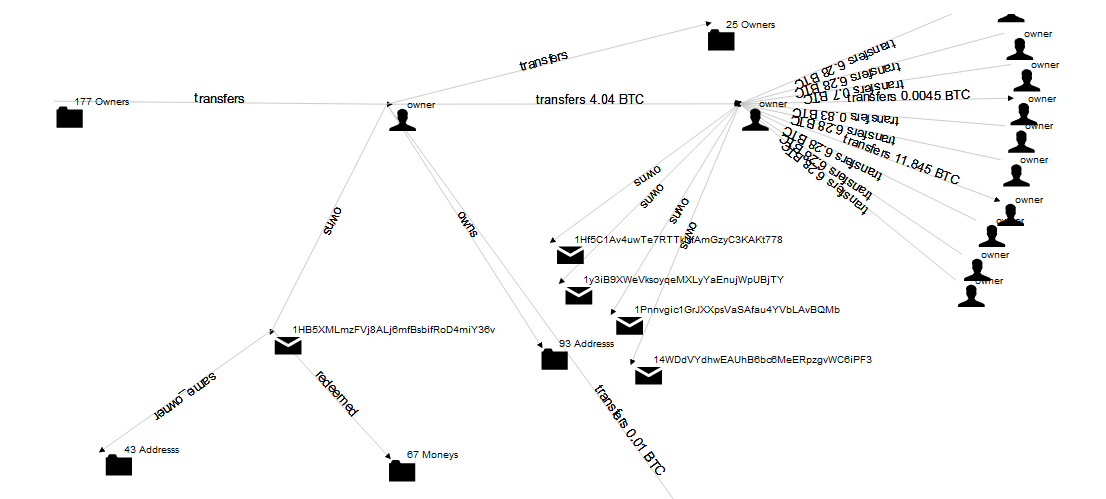 25 Owners
owner
owner
transfers
transfers 6.28 BTC
transfers 6.28 BTC
owner
transfers 0.7 BTC
177 Owners
transfers
owner
transfers 4.04 BTC
owner
transfers 0.0045 BTC
owner
transfers 0.83 BTC
owner
transfers 6.28 BTC
transfers 11.845 BTC
owner
transfers 6.28 BTC
transfers 6.28 BTC
transfers 6.28 BTC
owner
owner
owner
owns
owns
owns
owns
owns
owns
1y3iB9XWeVksoyqeMXLyYaEnujWpUBjTY
1Pnnvgic1GrJXXpsVaSAfau4YVbLAvBQMb
1HB5XMLmzFVj8ALj6mfBsbifRoD4miY36v
93 Addresss
14WDdVYdhwEAUhB6bc6MeERpzgvWC6iPF3
same_owner
redeemed
transfers 0.01 BTC
43 Addresss
67 Moneys